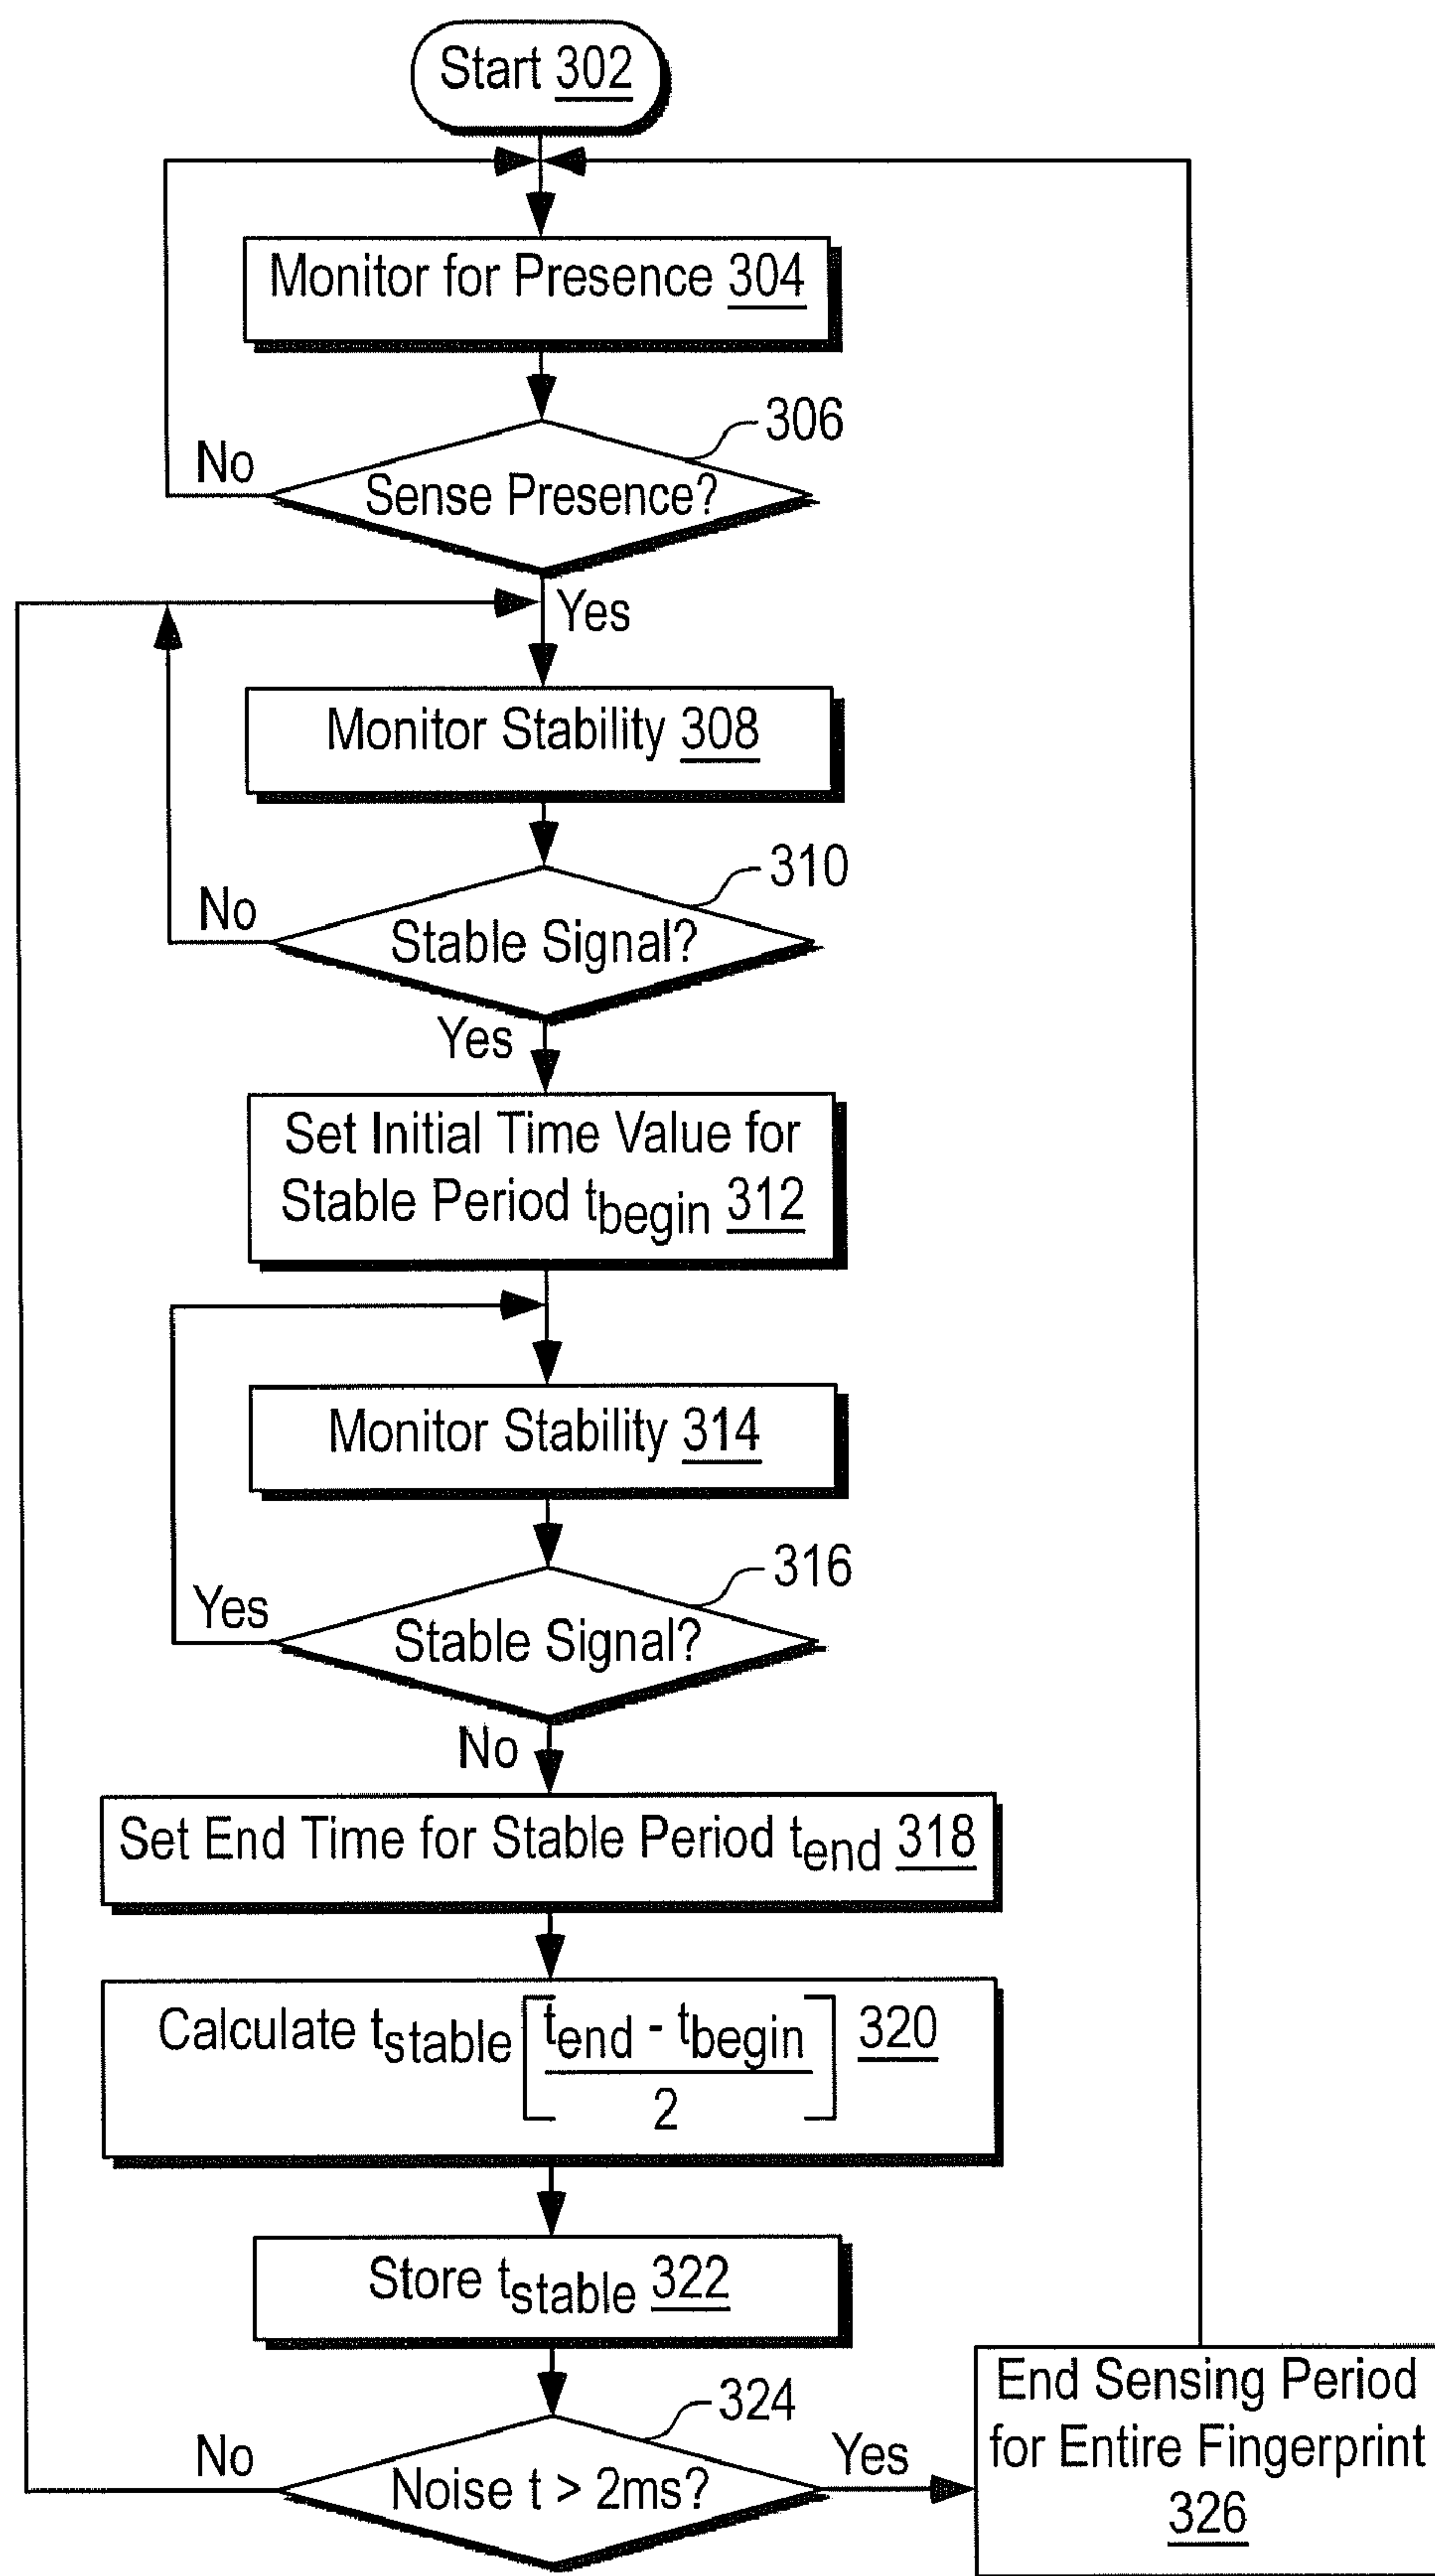 Start 302
Monitor for Presence 304
306
No
Sense Presence?
Yes
Monitor Stability 308
310
No
Stable Signal?
Yes
Set Initial Time Value for
Stable Period tbegin 312
Monitor Stability 314
316
Yes
Stable Signal?
No
Set End Time for Stable Period tend 318
Calculate tstable [tend - tbegin / 2] 320
Store tstable 322
324
No
Noise t > 2ms?
Yes
End Sensing Period
for Entire Fingerprint
326